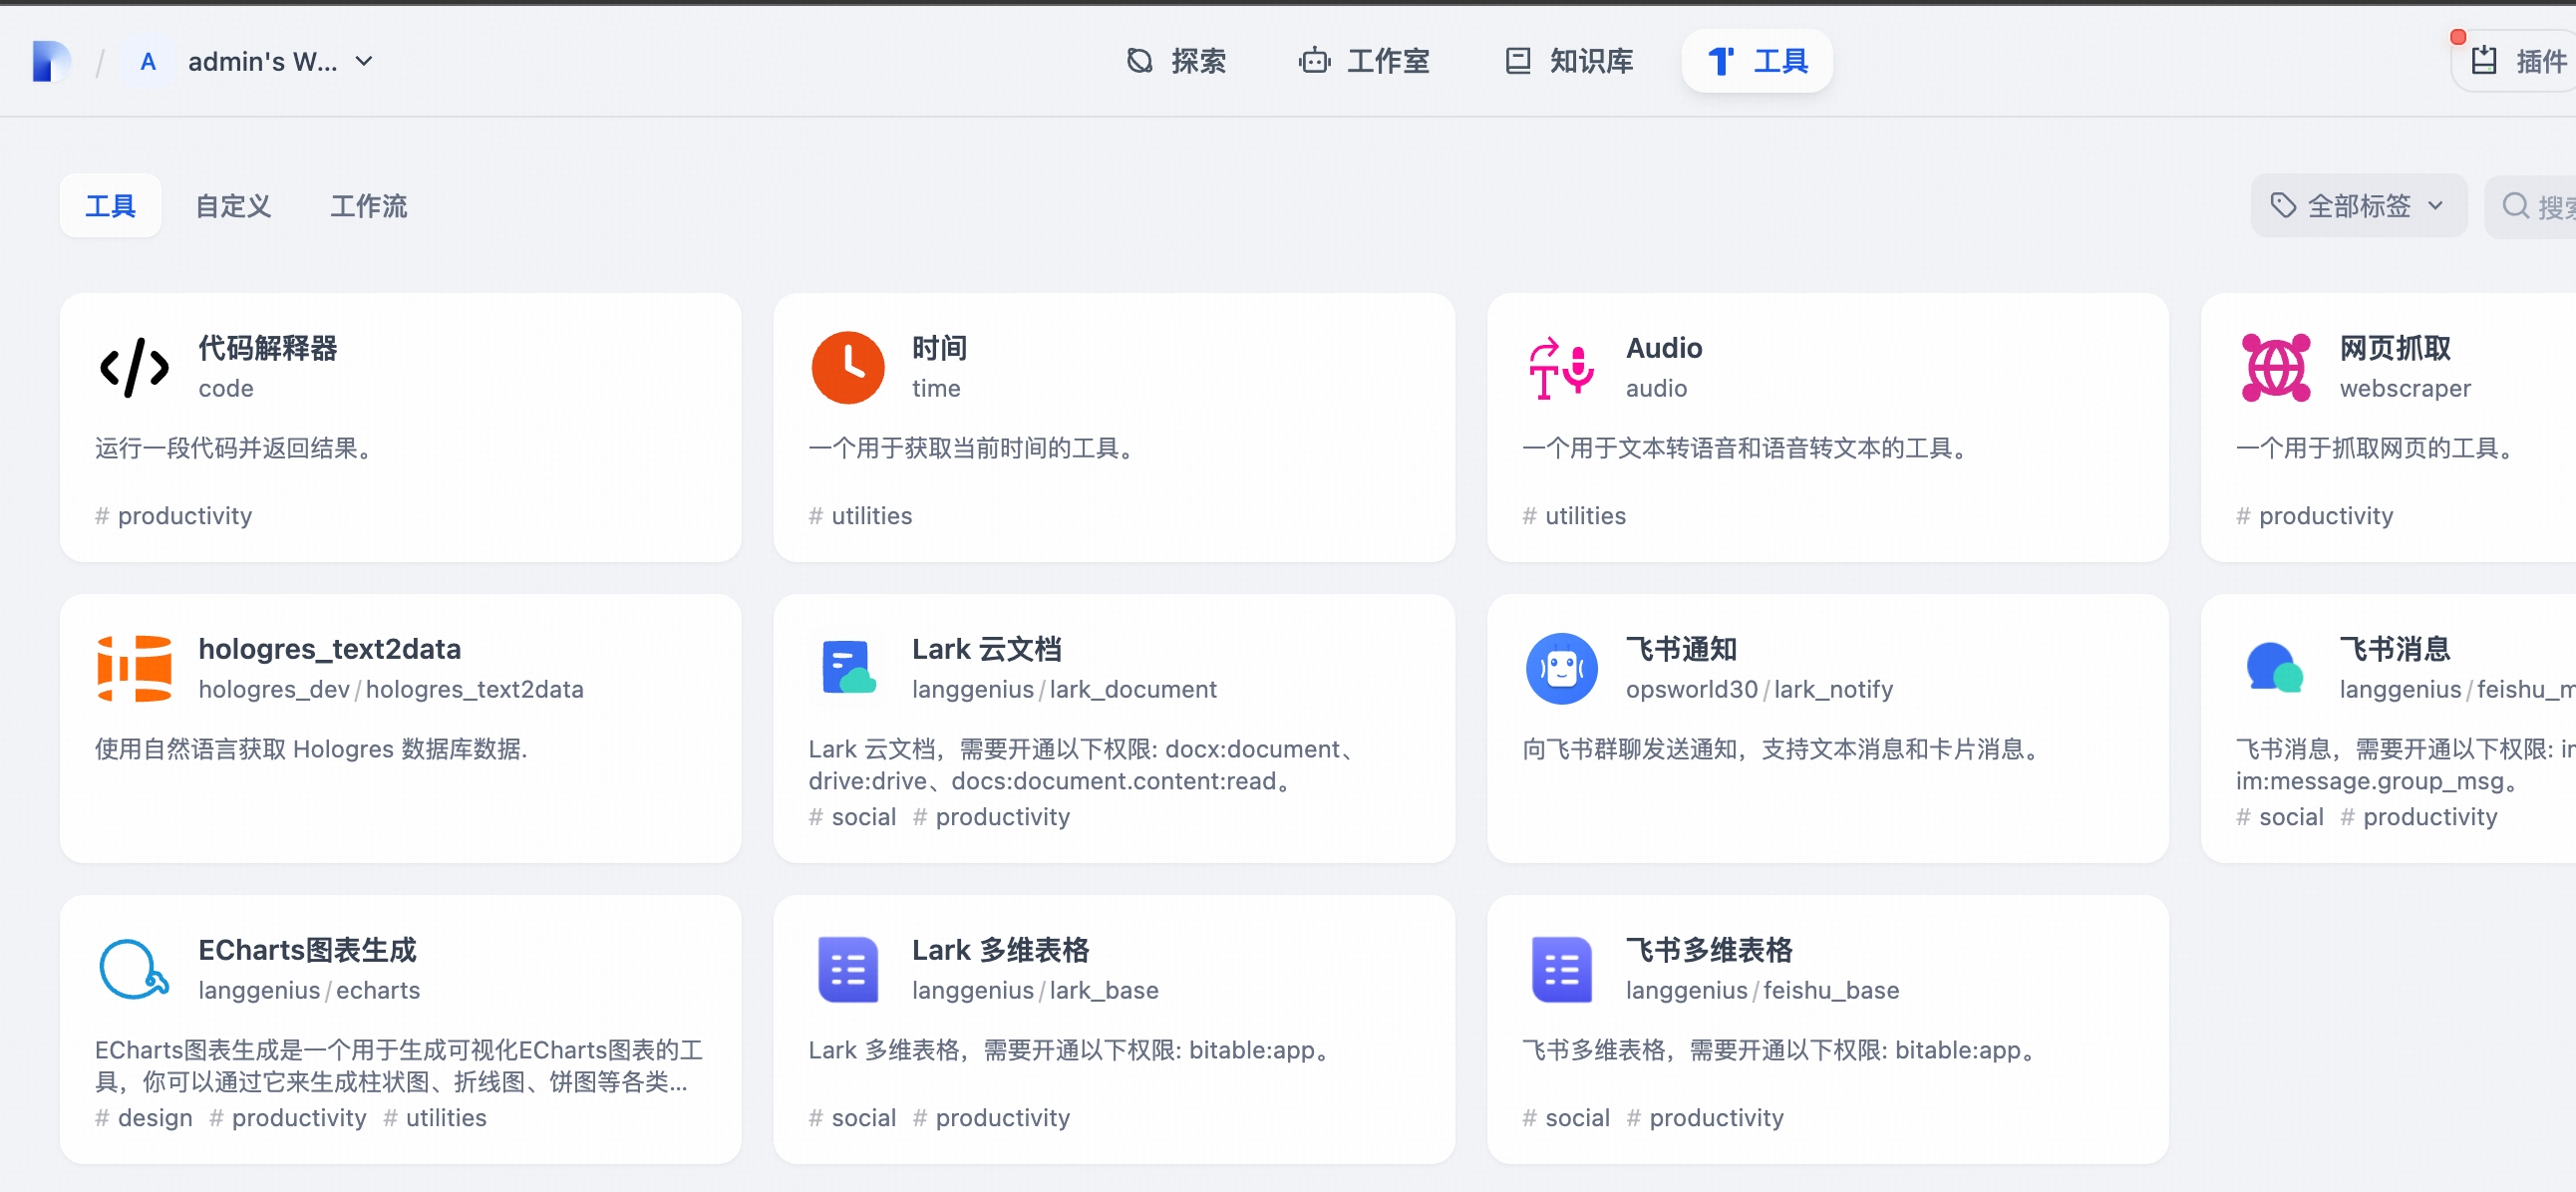 / A admin's W...
探索 工作室 知识库 工具
插件
工具 自定义 工作流
全部标签
代码解释器
code
运行一段代码并返回结果。
# productivity
时间
time
一个用于获取当前时间的工具。
# utilities
Audio
audio
一个用于文本转语音和语音转文本的工具。
# utilities
网页抓取
webscraper
一个用于抓取网页的工具。
# productivity
hologres_text2data
hologres_dev / hologres_text2data
使用自然语言获取 Hologres 数据库数据.
Lark 云文档
langgenius / lark_document
Lark 云文档，需要开通以下权限: docx:document、
drive:drive、docs:document.content:read。
# social # productivity
飞书通知
opsworld30 / lark_notify
向飞书群聊发送通知，支持文本消息和卡片消息。
飞书消息
langgenius /
飞书消息，需要开通以下权限:
im:message.group_msg。
# social # productivity
ECharts图表生成
langgenius / echarts
ECharts图表生成是一个用于生成可视化ECharts图表的工
具，你可以通过它来生成柱状图、折线图、饼图等各类...
# design # productivity # utilities
Lark 多维表格
langgenius / lark_base
Lark 多维表格，需要开通以下权限: bitable:app。
# social # productivity
飞书多维表格
langgenius / feishu_base
飞书多维表格，需要开通以下权限: bitable:app。
# social # productivity